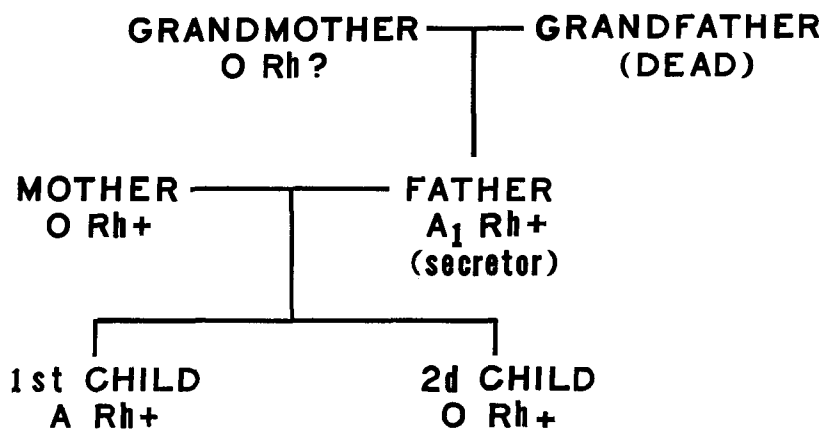 GRANDMOTHER GRANDFATHER
O Rh? (DEAD)
MOTHER FATHER
O Rh+ A₁ Rh+
(secretor)
1st CHILD 2d CHILD
A Rh+ O Rh+